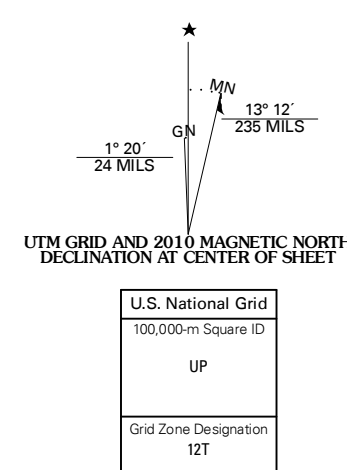 ★
MN
GN
13° 12´
235 MILS
1° 20´
24 MILS
UTM GRID AND 2010 MAGNETIC NORTH
DECLINATION AT CENTER OF SHEET
U.S. National Grid
100,000-m Square ID
UP
Grid Zone Designation
12T